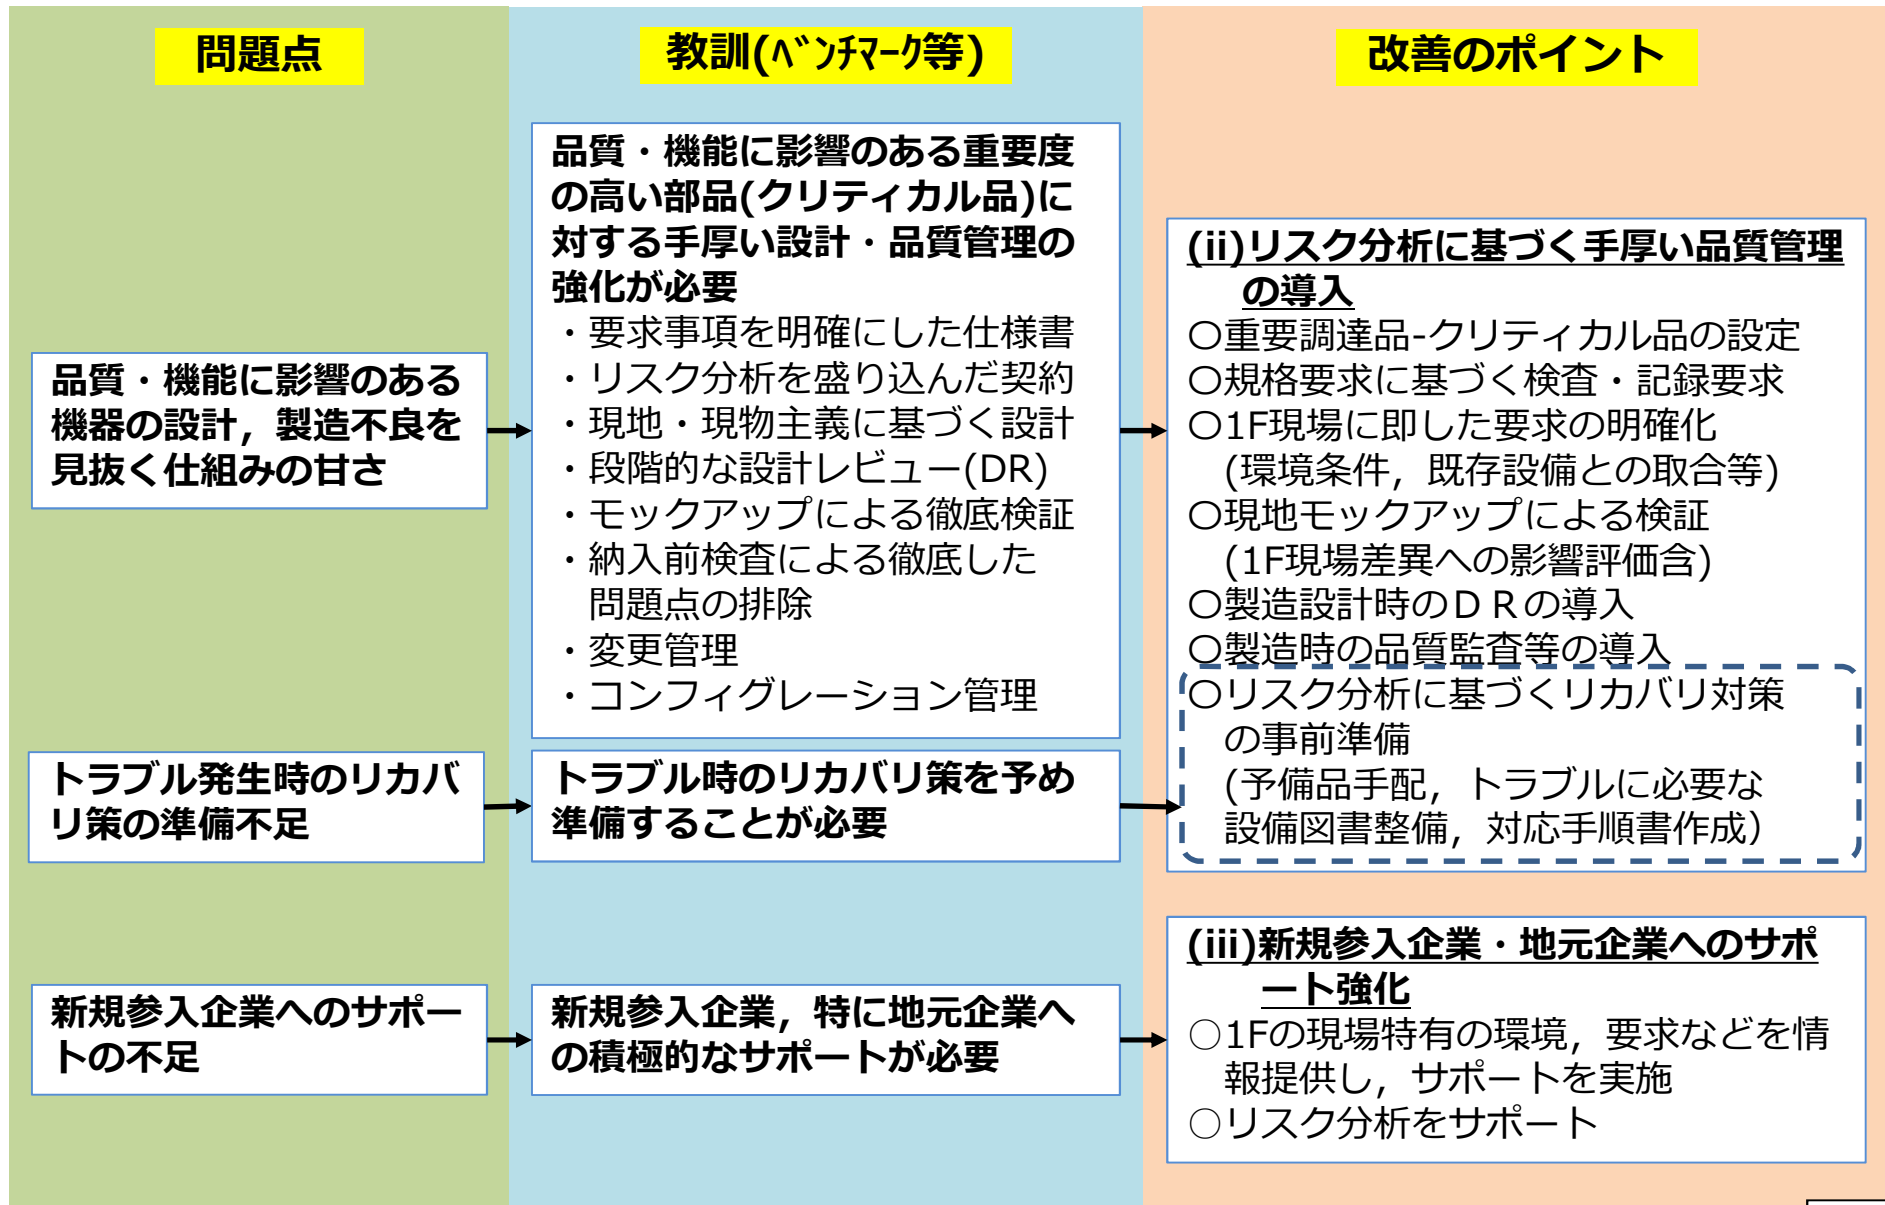 問題点
教訓(ﾍﾞﾝﾁﾏｰｸ等)
改善のポイント
品質・機能に影響のある
機器の設計，製造不良を
見抜く仕組みの甘さ
品質・機能に影響のある重要度
の高い部品(クリティカル品)に
対する手厚い設計・品質管理の
強化が必要
・要求事項を明確にした仕様書
・リスク分析を盛り込んだ契約
・現地・現物主義に基づく設計
・段階的な設計レビュー(DR)
・モックアップによる徹底検証
・納入前検査による徹底した
問題点の排除
・変更管理
・コンフィグレーション管理
(ii)リスク分析に基づく手厚い品質管理
の導入
〇重要調達品-クリティカル品の設定
〇規格要求に基づく検査・記録要求
〇1F現場に即した要求の明確化
(環境条件，既存設備との取合等)
〇現地モックアップによる検証
(1F現場差異への影響評価含)
〇製造設計時のＤＲの導入
〇製造時の品質監査等の導入
〇リスク分析に基づくリカバリ対策
の事前準備
(予備品手配，トラブルに必要な
設備図書整備，対応手順書作成）
トラブル発生時のリカバ
リ策の準備不足
トラブル時のリカバリ策を予め
準備することが必要
新規参入企業へのサポー
トの不足
新規参入企業，特に地元企業へ
の積極的なサポートが必要
(iii)新規参入企業・地元企業へのサポ
ート強化
○1Fの現場特有の環境，要求などを情
報提供し，サポートを実施
○リスク分析をサポート